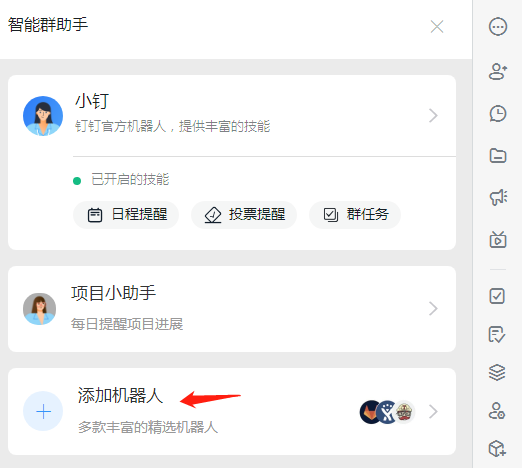 智能群助手
小钉
钉钉官方机器人，提供丰富的技能
已开启的技能
日程提醒 投票提醒 群任务
项目小助手
每日提醒项目进展
添加机器人
多款丰富的精选机器人